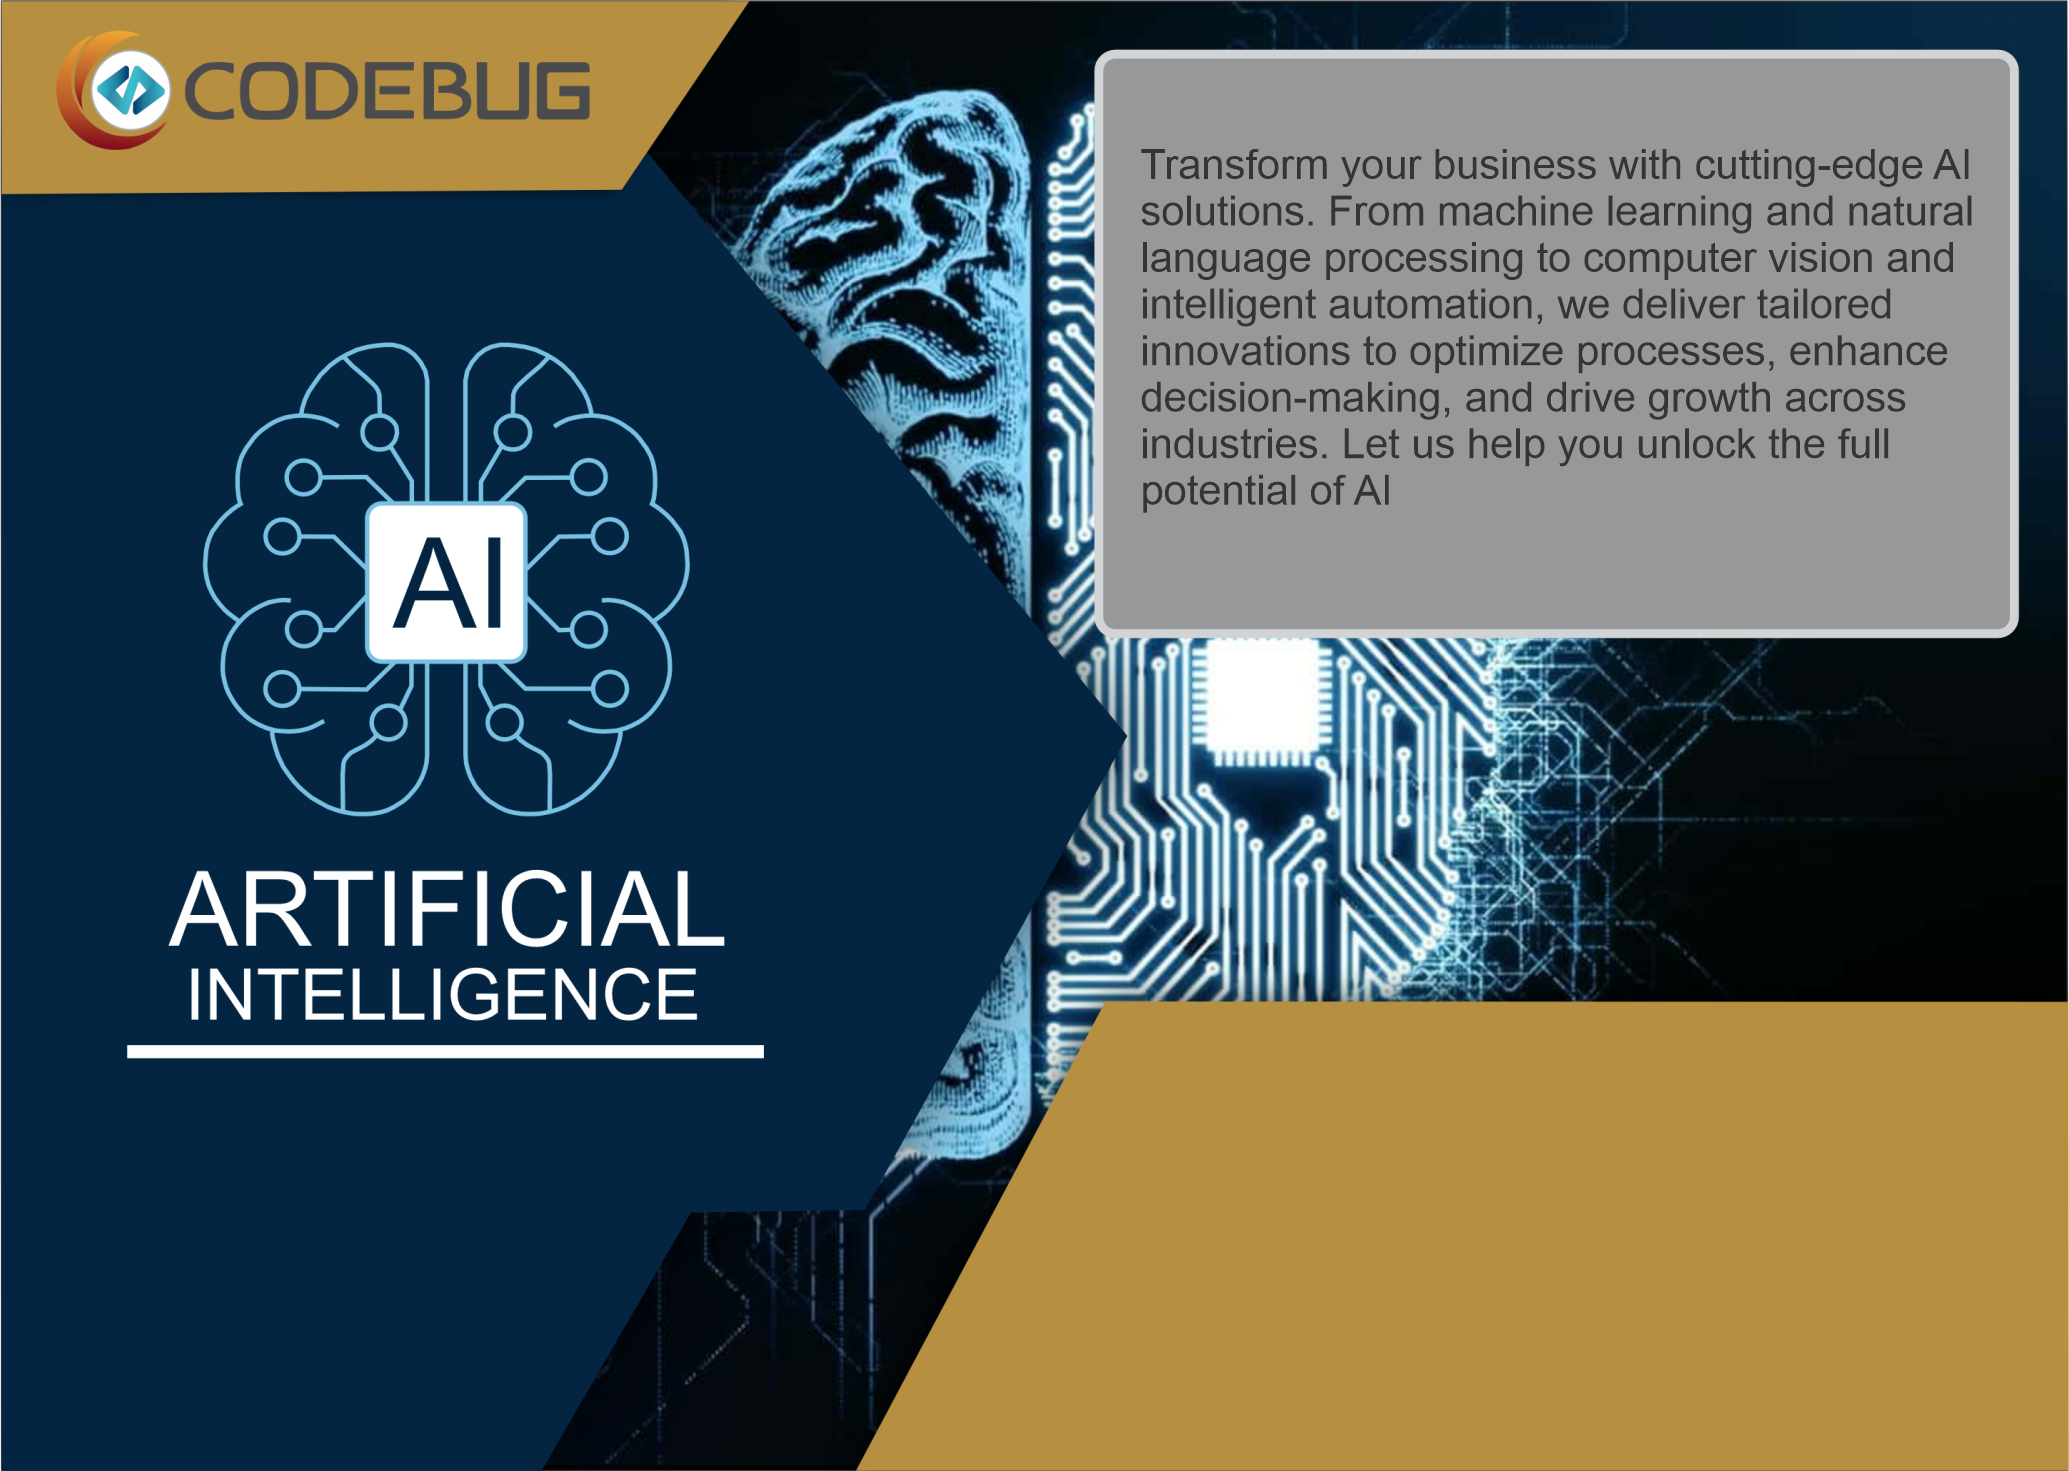 CODEBUG
Transform your business with cutting-edge AI
solutions. From machine learning and natural
language processing to computer vision and
intelligent automation, we deliver tailored
innovations to optimize processes, enhance
decision-making, and drive growth across
industries. Let us help you unlock the full
potential of AI
AI
ARTIFICIAL
INTELLIGENCE